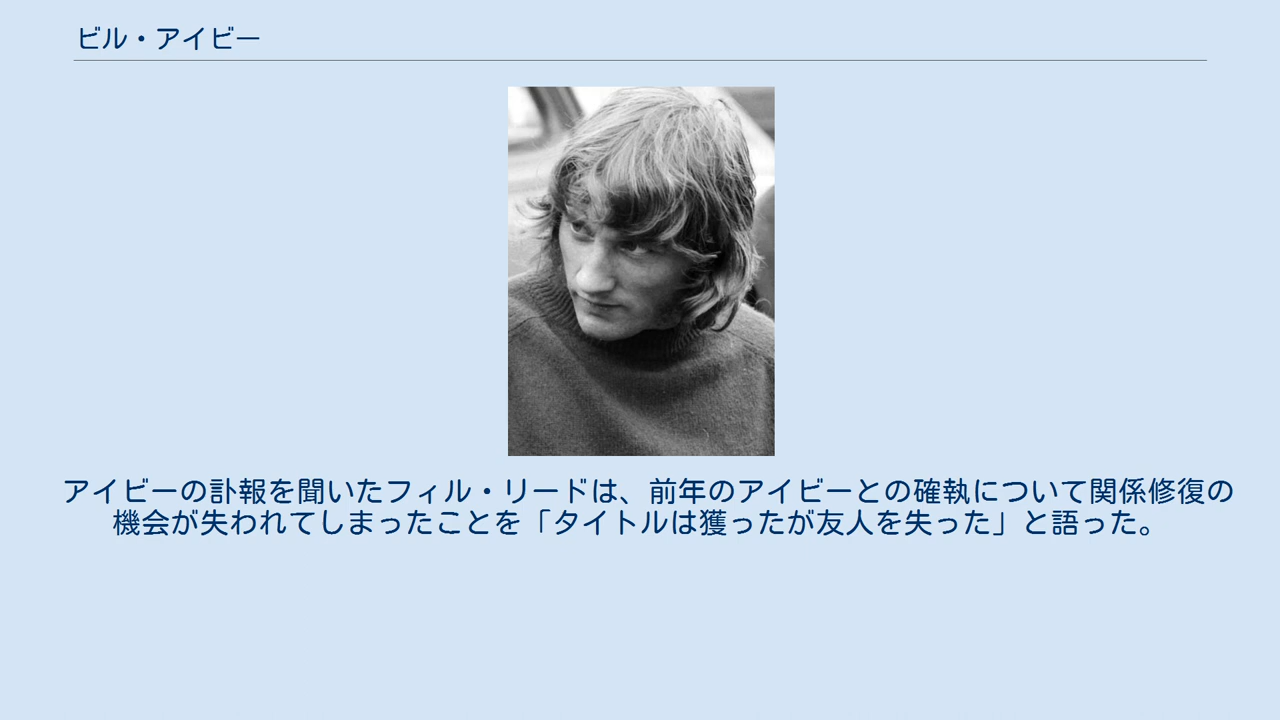 ビル・アイビー
アイビーの訃報を聞いたフィル・リードは、前年のアイビーとの確執について関係修復の
機会が失われてしまったことを「タイトルは獲ったが友人を失った」と語った。